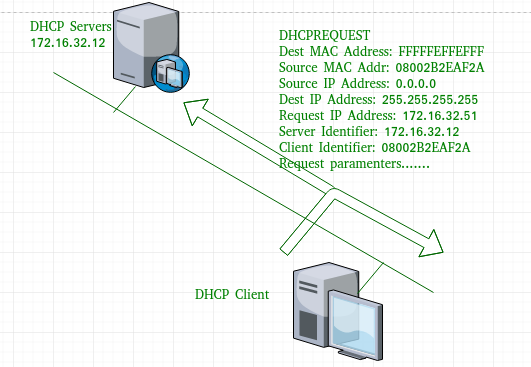 DHCP Servers
172.16.32.12
DHCPREQUEST
Dest MAC Address: FFFFFEFFEFFF
Source MAC Addr: 08002B2EAF2A
Source IP Address: 0.0.0.0
Dest IP Address: 255.255.255.255
Request IP Address: 172.16.32.51
Server Identifier: 172.16.32.12
Client Identifier: 08002B2EAF2A
Request paramenters.......
DHCP Client